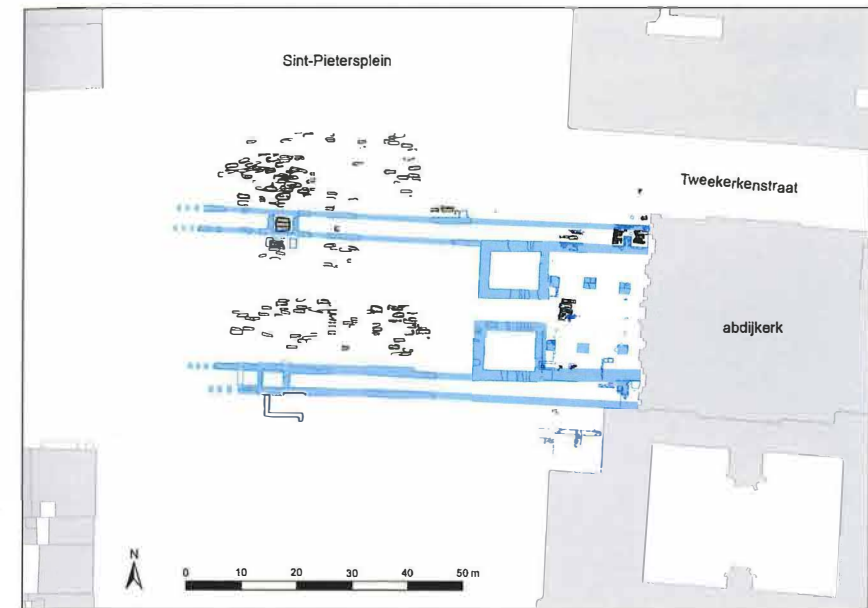 Sint-Pietersplein
Tweekerkenstraat
abdijkerk
N
0 10 20 30 40 50 m